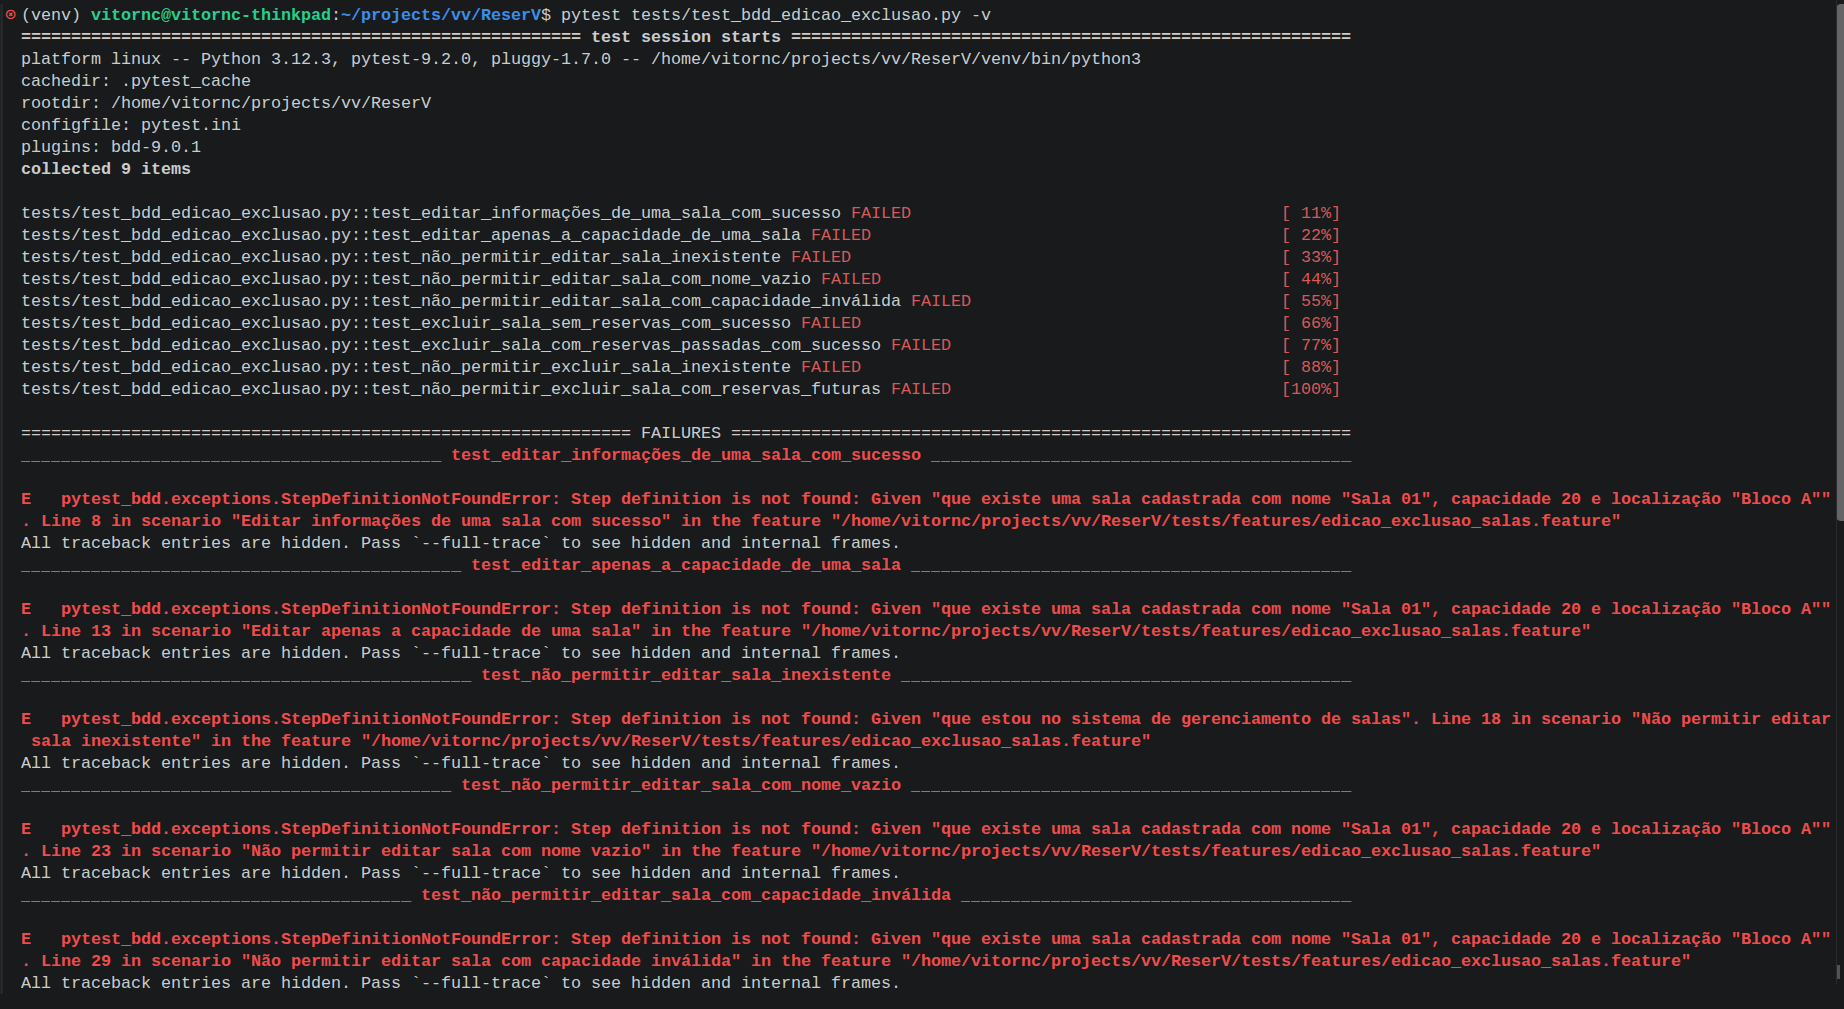 (venv) vitornc@vitornc-thinkpad:~/projects/vv/ReserV$ pytest tests/test_bdd_edicao_exclusao.py -v
======================================================== test session starts ========================================================
platform linux -- Python 3.12.3, pytest-9.2.0, pluggy-1.7.0 -- /home/vitornc/projects/vv/ReserV/venv/bin/python3
cachedir: .pytest_cache
rootdir: /home/vitornc/projects/vv/ReserV
configfile: pytest.ini
plugins: bdd-9.0.1
collected 9 items

tests/test_bdd_edicao_exclusao.py::test_editar_informações_de_uma_sala_com_sucesso FAILED                                     [ 11%]
tests/test_bdd_edicao_exclusao.py::test_editar_apenas_a_capacidade_de_uma_sala FAILED                                         [ 22%]
tests/test_bdd_edicao_exclusao.py::test_não_permitir_editar_sala_inexistente FAILED                                           [ 33%]
tests/test_bdd_edicao_exclusao.py::test_não_permitir_editar_sala_com_nome_vazio FAILED                                        [ 44%]
tests/test_bdd_edicao_exclusao.py::test_não_permitir_editar_sala_com_capacidade_inválida FAILED                               [ 55%]
tests/test_bdd_edicao_exclusao.py::test_excluir_sala_sem_reservas_com_sucesso FAILED                                          [ 66%]
tests/test_bdd_edicao_exclusao.py::test_excluir_sala_com_reservas_passadas_com_sucesso FAILED                                 [ 77%]
tests/test_bdd_edicao_exclusao.py::test_não_permitir_excluir_sala_inexistente FAILED                                          [ 88%]
tests/test_bdd_edicao_exclusao.py::test_não_permitir_excluir_sala_com_reservas_futuras FAILED                                 [100%]

============================================================= FAILURES ==============================================================
__________________________________________ test_editar_informações_de_uma_sala_com_sucesso __________________________________________

E   pytest_bdd.exceptions.StepDefinitionNotFoundError: Step definition is not found: Given "que existe uma sala cadastrada com nome "Sala 01", capacidade 20 e localização "Bloco A""
. Line 8 in scenario "Editar informações de uma sala com sucesso" in the feature "/home/vitornc/projects/vv/ReserV/tests/features/edicao_exclusao_salas.feature"
All traceback entries are hidden. Pass `--full-trace` to see hidden and internal frames.
____________________________________________ test_editar_apenas_a_capacidade_de_uma_sala ____________________________________________

E   pytest_bdd.exceptions.StepDefinitionNotFoundError: Step definition is not found: Given "que existe uma sala cadastrada com nome "Sala 01", capacidade 20 e localização "Bloco A""
. Line 13 in scenario "Editar apenas a capacidade de uma sala" in the feature "/home/vitornc/projects/vv/ReserV/tests/features/edicao_exclusao_salas.feature"
All traceback entries are hidden. Pass `--full-trace` to see hidden and internal frames.
_____________________________________________ test_não_permitir_editar_sala_inexistente _____________________________________________

E   pytest_bdd.exceptions.StepDefinitionNotFoundError: Step definition is not found: Given "que estou no sistema de gerenciamento de salas". Line 18 in scenario "Não permitir editar
 sala inexistente" in the feature "/home/vitornc/projects/vv/ReserV/tests/features/edicao_exclusao_salas.feature"
All traceback entries are hidden. Pass `--full-trace` to see hidden and internal frames.
___________________________________________ test_não_permitir_editar_sala_com_nome_vazio ____________________________________________

E   pytest_bdd.exceptions.StepDefinitionNotFoundError: Step definition is not found: Given "que existe uma sala cadastrada com nome "Sala 01", capacidade 20 e localização "Bloco A""
. Line 23 in scenario "Não permitir editar sala com nome vazio" in the feature "/home/vitornc/projects/vv/ReserV/tests/features/edicao_exclusao_salas.feature"
All traceback entries are hidden. Pass `--full-trace` to see hidden and internal frames.
_______________________________________ test_não_permitir_editar_sala_com_capacidade_inválida _______________________________________

E   pytest_bdd.exceptions.StepDefinitionNotFoundError: Step definition is not found: Given "que existe uma sala cadastrada com nome "Sala 01", capacidade 20 e localização "Bloco A""
. Line 29 in scenario "Não permitir editar sala com capacidade inválida" in the feature "/home/vitornc/projects/vv/ReserV/tests/features/edicao_exclusao_salas.feature"
All traceback entries are hidden. Pass `--full-trace` to see hidden and internal frames.